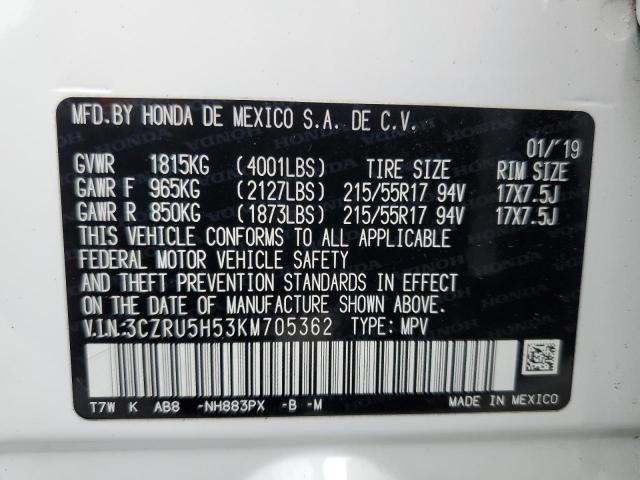 MFD.BY HONDA DE MEXICO S.A. DE C.V.
01/'19
GVWR 1815KG (4001LBS) TIRE SIZE RIM SIZE
GAWR F 965KG (2127LBS) 215/55R17 94V 17X7.5J
GAWR R 850KG (1873LBS) 215/55R17 94V 17X7.5J
THIS VEHICLE CONFORMS TO ALL APPLICABLE
FEDERAL MOTOR VEHICLE SAFETY
AND THEFT PREVENTION STANDARDS IN EFFECT
ON THE DATE OF MANUFACTURE SHOWN ABOVE.
V.I.N:3CZRU5H53KM705362 TYPE: MPV
T7W K AB8 -NH883PX -B -M MADE IN MEXICO